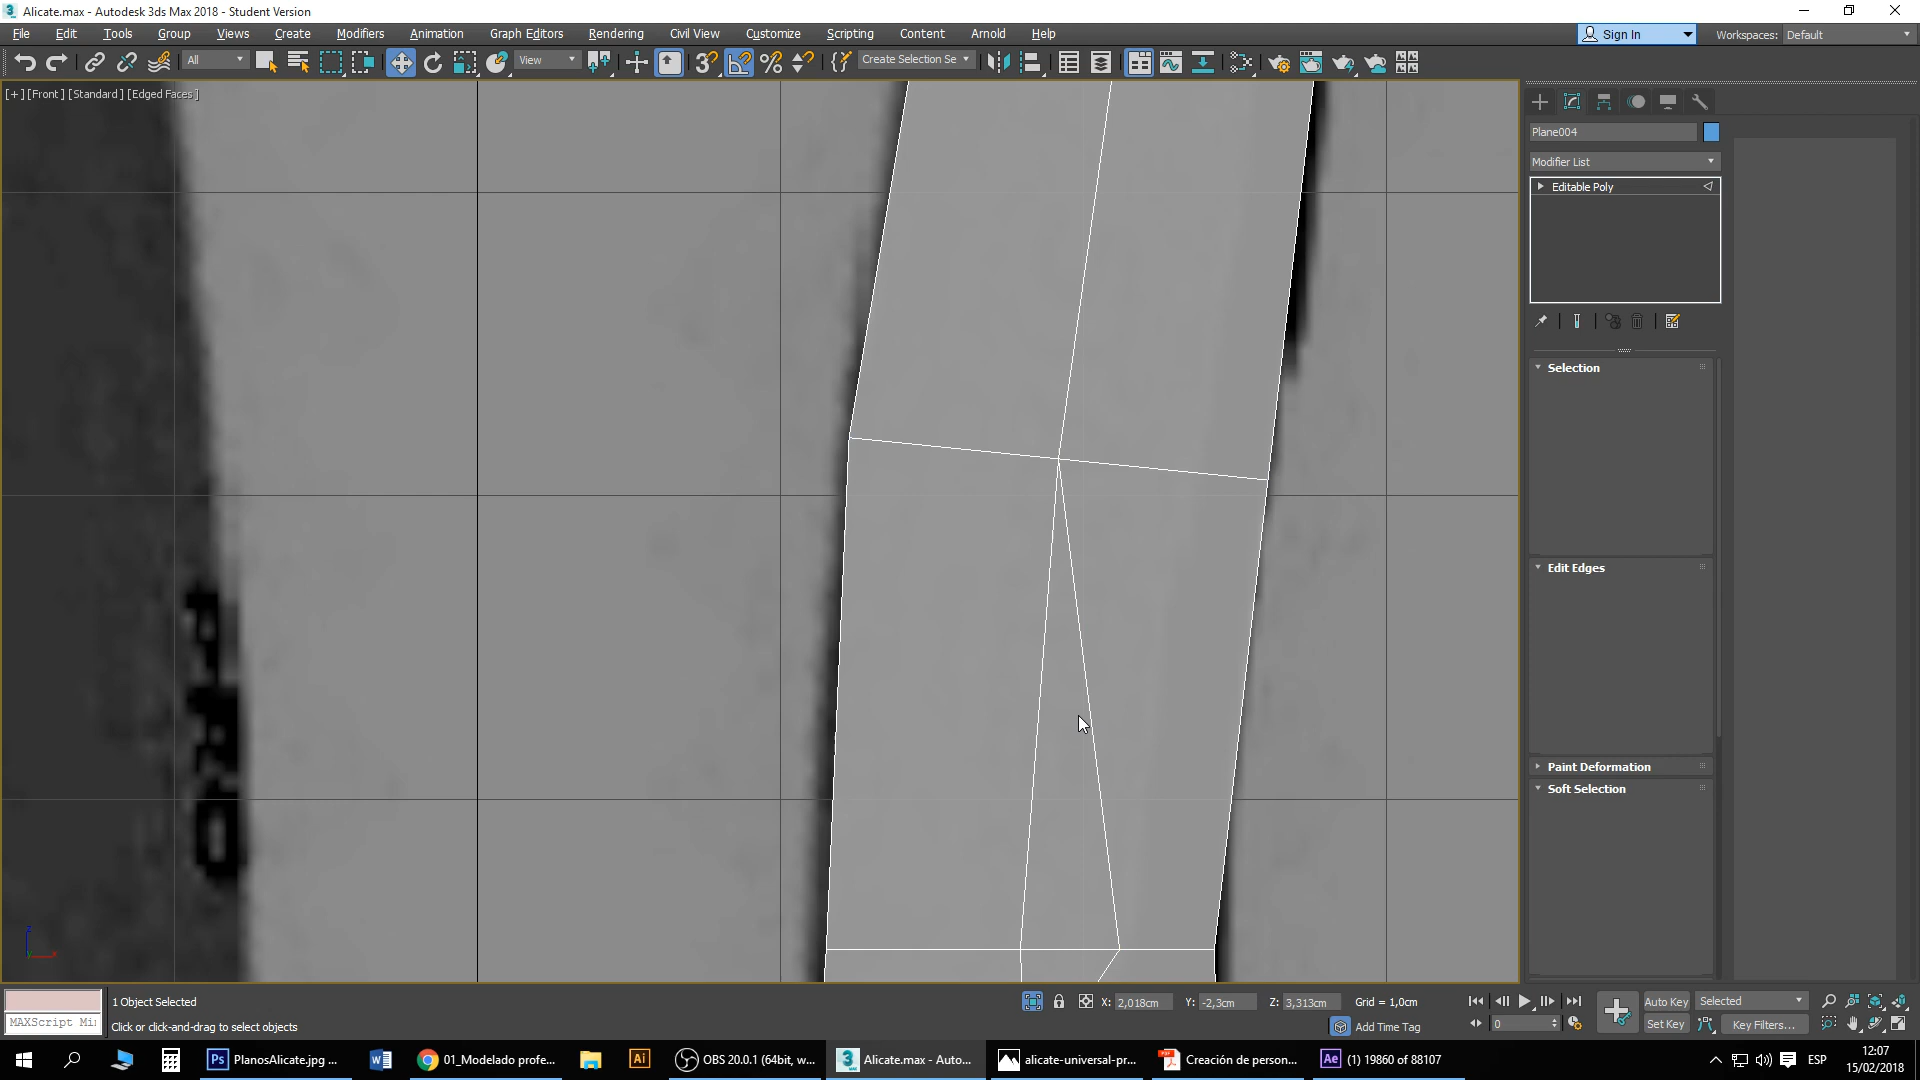 Alicate.max - Autodesk 3ds Max 2018 - Student Version
File Edit Tools Group Views Create Modifiers Animation Graph Editors Rendering Civil View Customize Scripting Content Arnold Help
Sign In Workspaces: Default
All View Create Selection Se
[+] [Front] [Standard] [Edged Faces]
Plane004
Modifier List
Editable Poly
Selection
Edit Edges
Paint Deformation
Soft Selection
1 Object Selected X: 2,018cm Y: -2,3cm Z: 3,313cm Grid = 1,0cm Auto Key Selected
MAXScript Mi
Click or click-and-drag to select objects Add Time Tag 0 Set Key Key Filters...
PlanosAlicate.jpg ... 01_Modelado profe... OBS 20.0.1 (64bit, w... Alicate.max - Auto... alicate-universal-pr... Creación de person... (1) 19860 of 88107 ESP
12:07
15/02/2018